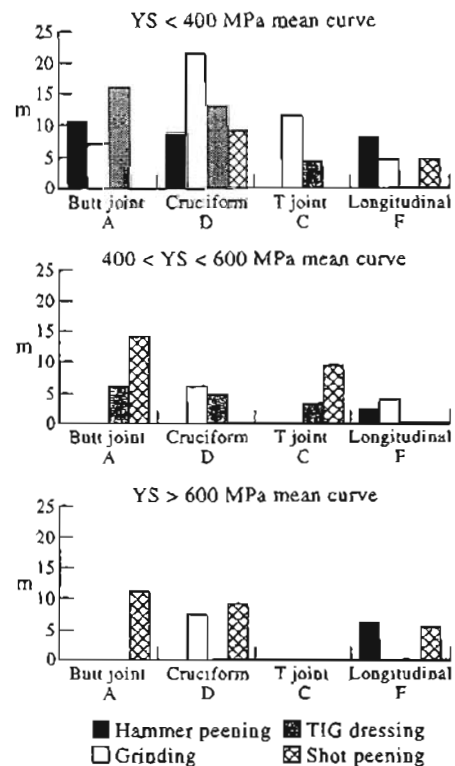 YS < 400 MPa mean curve
25
20
15
m
10
5
0
Butt joint Cruciform T joint Longitudinal
A D C F
400 < YS < 600 MPa mean curve
25
20
15
m
10
5
0
Butt joint Cruciform T joint Longitudinal
A D C F
YS > 600 MPa mean curve
25
20
15
m
10
5
0
Butt joint Cruciform T joint Longitudinal
A D C F
Hammer peening TIG dressing
Grinding Shot peening